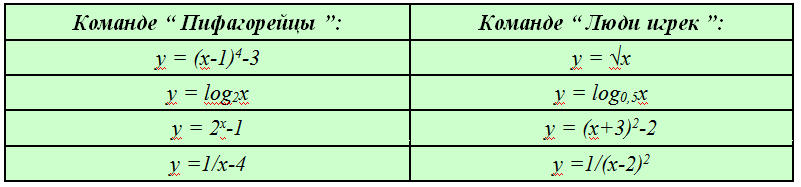 Команде “ Пифагорейцы ”: Команде “ Люди игрек ”:
y = (x-1)⁴-3 y = √x
y = log₂x y = log₀,₅x
y = 2ˣ-1 y = (x+3)²-2
y =1/x-4 y =1/(x-2)²